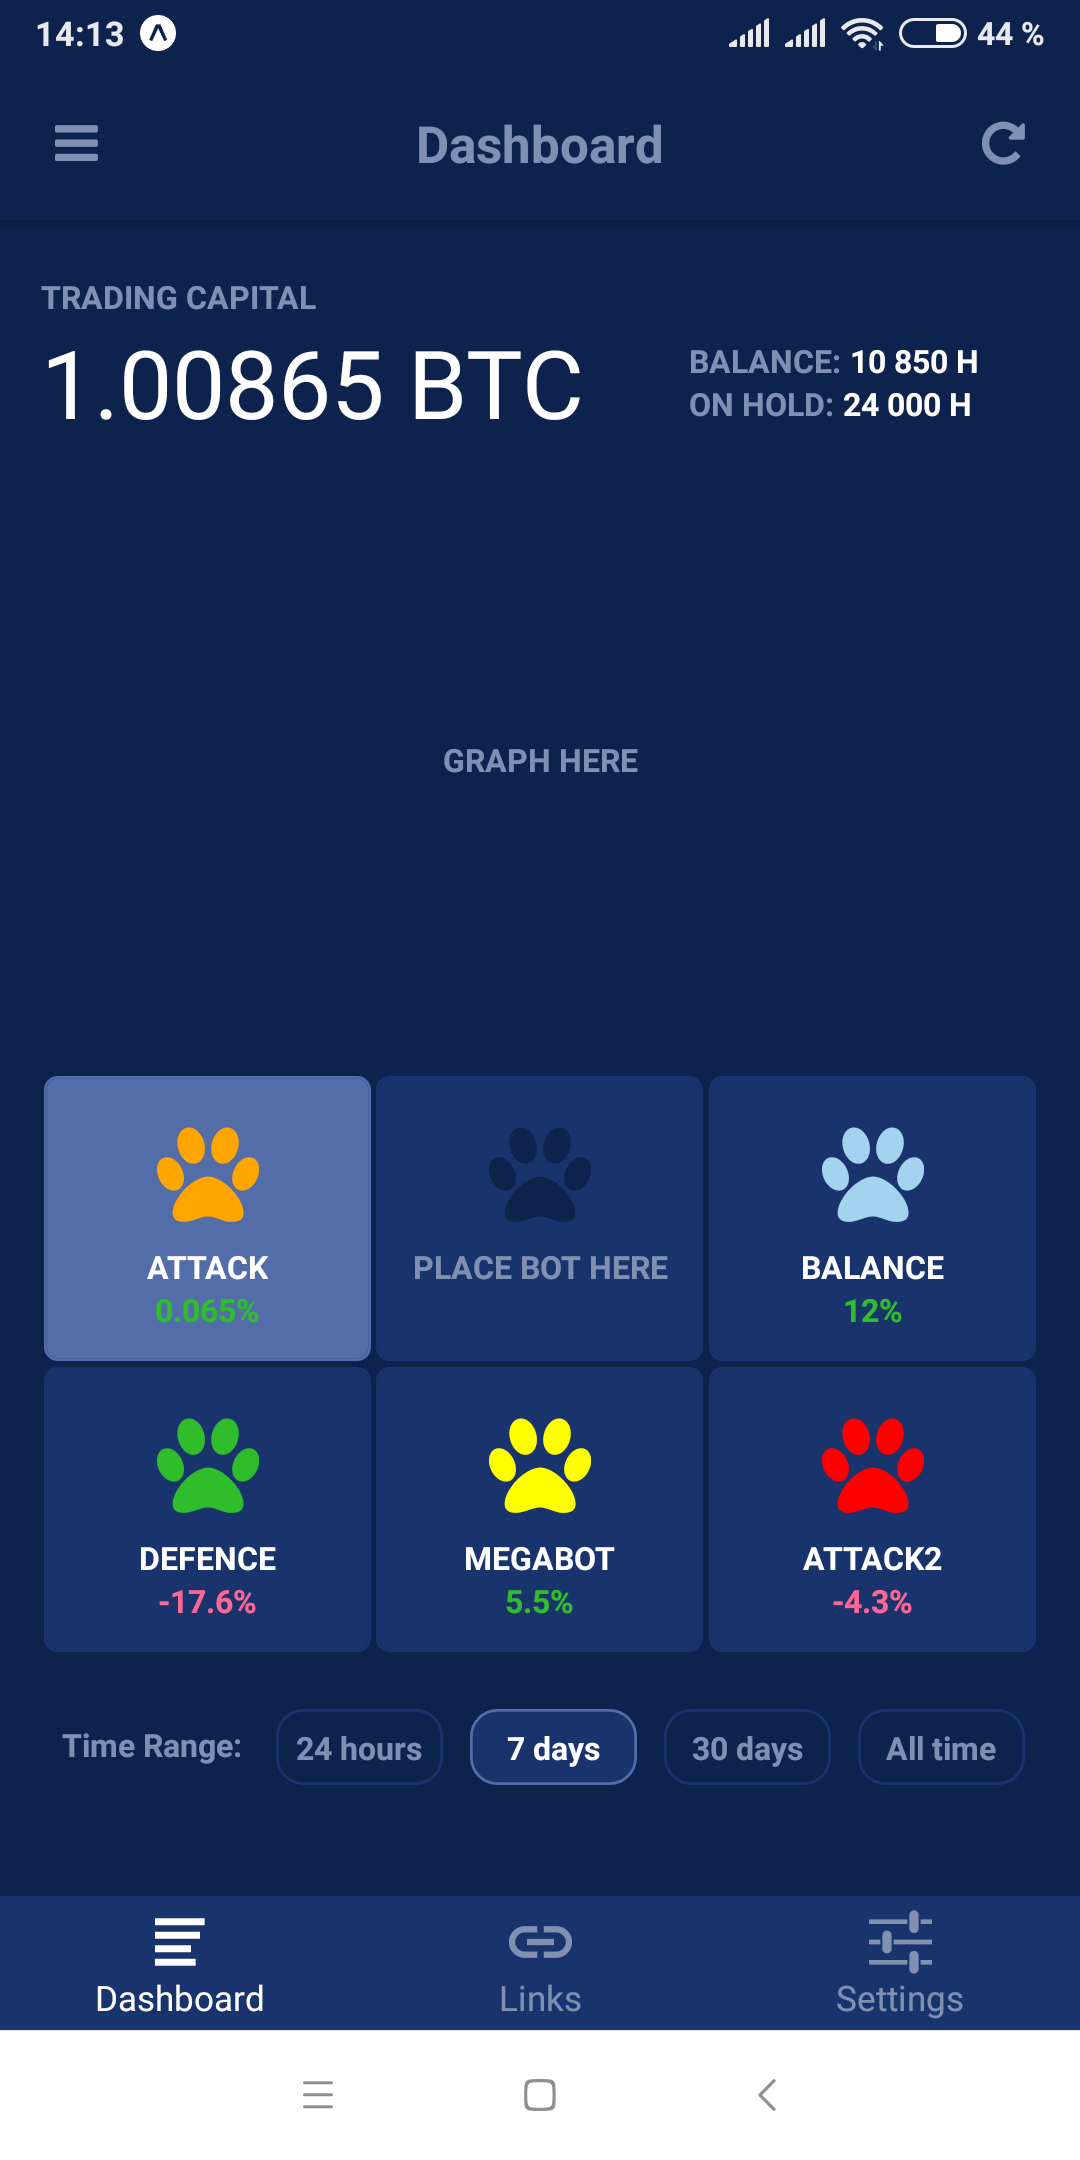 14:13 44 %
Dashboard
TRADING CAPITAL
1.00865 BTC
BALANCE: 10 850 H
ON HOLD: 24 000 H
GRAPH HERE
ATTACK
0.065%
PLACE BOT HERE
BALANCE
12%
DEFENCE
-17.6%
MEGABOT
5.5%
ATTACK2
-4.3%
Time Range: 24 hours 7 days 30 days All time
Dashboard Links Settings